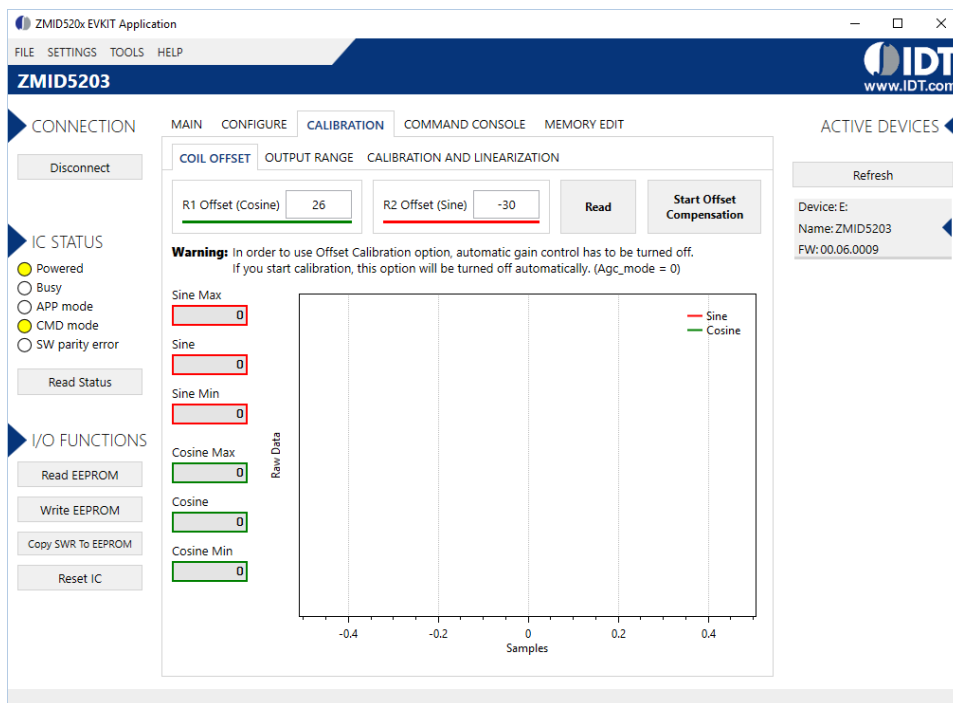 ZMID520x EVKIT Application
FILE SETTINGS TOOLS HELP
IDT
www.IDT.com
ZMID5203
CONNECTION
Disconnect
IC STATUS
Powered
Busy
APP mode
CMD mode
SW parity error
Read Status
I/O FUNCTIONS
Read EEPROM
Write EEPROM
Copy SWR To EEPROM
Reset IC
MAIN CONFIGURE CALIBRATION COMMAND CONSOLE MEMORY EDIT
COIL OFFSET OUTPUT RANGE CALIBRATION AND LINEARIZATION
R1 Offset (Cosine) 26 R2 Offset (Sine) -30 Read Start Offset
Compensation
Warning: In order to use Offset Calibration option, automatic gain control has to be turned off.
If you start calibration, this option will be turned off automatically. (Agc_mode = 0)
Sine Max
0
Sine
0
Sine Min
0
Cosine Max
0
Cosine
0
Cosine Min
0
Raw Data
Sine
Cosine
-0.4 -0.2 0 0.2 0.4
Samples
ACTIVE DEVICES
Refresh
Device: E:
Name: ZMID5203
FW: 00.06.0009